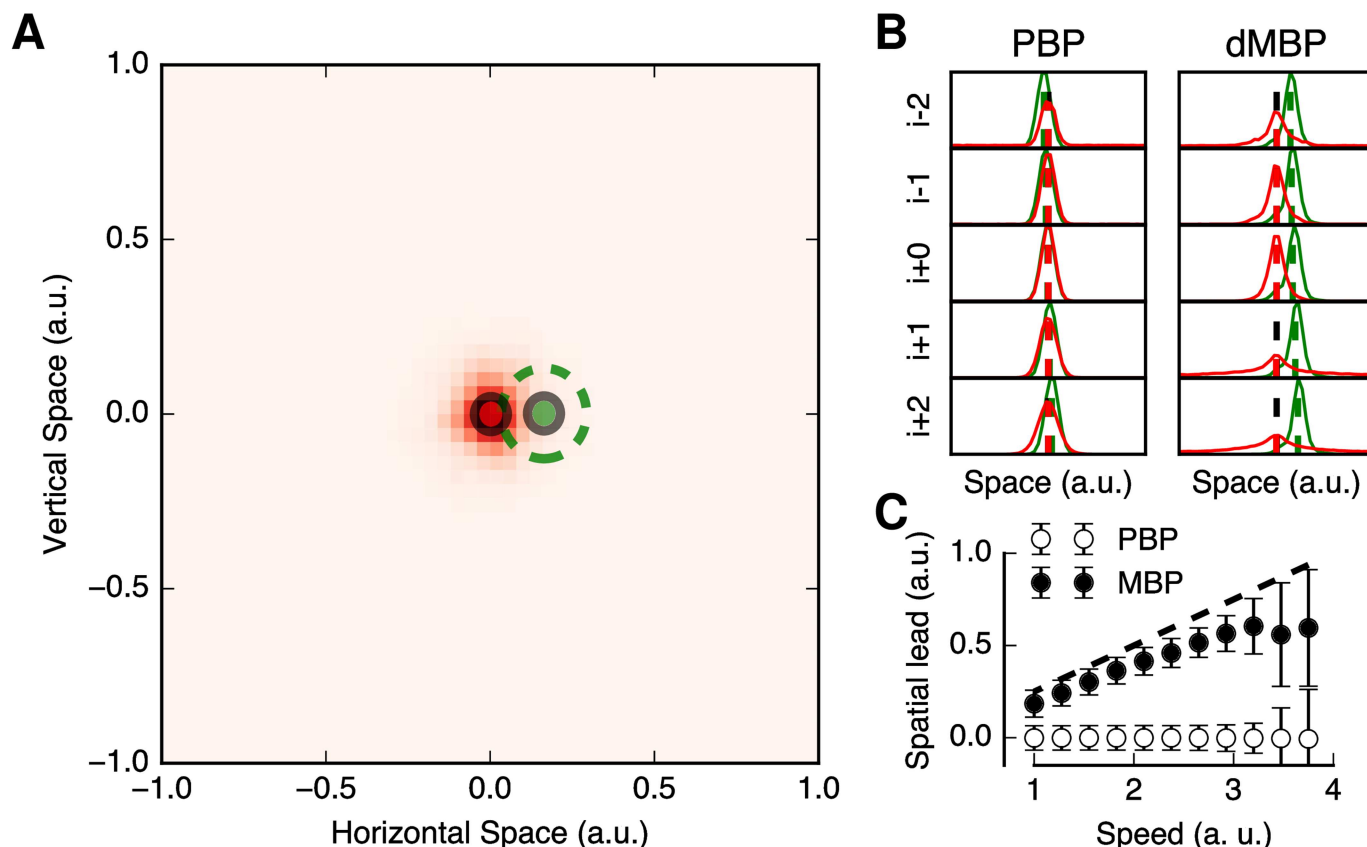 A
1.0
0.5
0.0
−0.5
−1.0
Vertical Space (a.u.)
−1.0 −0.5 0.0 0.5 1.0
Horizontal Space (a.u.)
B
PBP dMBP
i-2
i-1
i+0
i+1
i+2
Space (a.u.) Space (a.u.)
C
PBP
MBP
1.0
0.5
0.0
Spatial lead (a.u.)
1 2 3 4
Speed (a. u.)